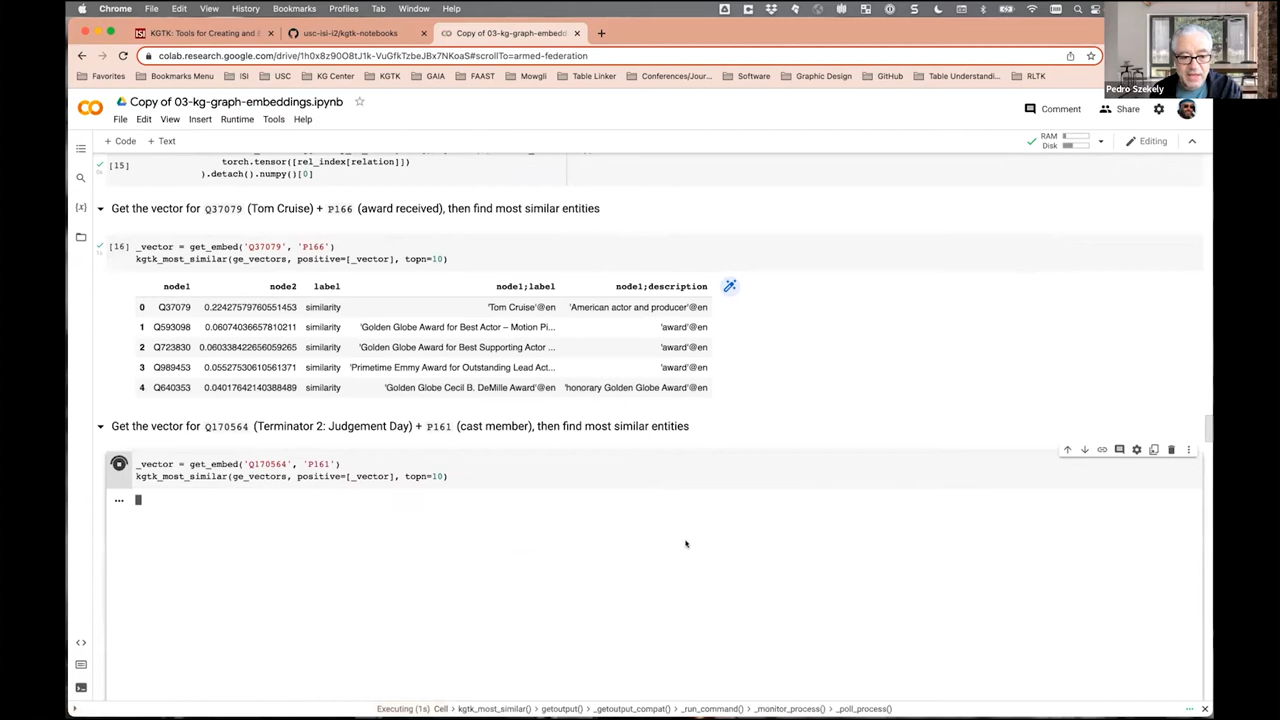 Chrome File Edit View History Bookmarks Profiles Tab Window Help
KGTK: Tools for Creating and E
usc-isi-i2/kgtk-notebooks
Copy of 03-kg-graph-embedd
colab.research.google.com/drive/1h0x8z90O8t1k-VuGfkTzbeJBx7NKoaS#scrollTo=armed-federation
Favorites Bookmarks Menu ISI USC KG Center KGTK GAIA FAAST Mowgli Table Linker Conferences/Jour... Software Graphic Design GitHub Table Understandi... RLTK
Pedro Szekely
Copy of 03-kg-graph-embeddings.ipynb
Comment Share
File Edit View Insert Runtime Tools Help
+ Code + Text
RAM
Disk
Editing
[15] torch.tensor([rel_index[relation]])
).detach().numpy()[0]
Get the vector for Q37079 (Tom Cruise) + P166 (award received), then find most similar entities
[16] _vector = get_embed('Q37079', 'P166')
kgtk_most_similar(ge_vectors, positive=[_vector], topn=10)
node1 node2 label node1;label node1;description
0 Q37079 0.22427579760551453 similarity 'Tom Cruise'@en 'American actor and producer'@en
1 Q593098 0.06074036657810211 similarity 'Golden Globe Award for Best Actor – Motion Pi... 'award'@en
2 Q723830 0.060338422656059265 similarity 'Golden Globe Award for Best Supporting Actor ... 'award'@en
3 Q989453 0.05527530610561371 similarity 'Primetime Emmy Award for Outstanding Lead Act... 'award'@en
4 Q640353 0.04017642140388489 similarity 'Golden Globe Cecil B. DeMille Award'@en 'honorary Golden Globe Award'@en
Get the vector for Q170564 (Terminator 2: Judgement Day) + P161 (cast member), then find most similar entities
_vector = get_embed('Q170564', 'P161')
kgtk_most_similar(ge_vectors, positive=[_vector], topn=10)
...
Executing (1s) Cell > kgtk_most_similar() > getoutput() > _getoutput_compat() > _run_command() > _monitor_process() > _poll_process()